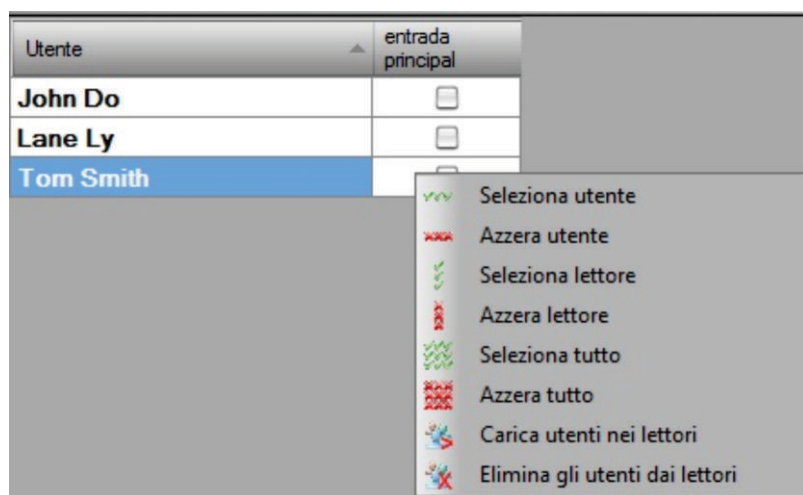 Utente
entrada
principal
John Do
Lane Ly
Tom Smith
Seleziona utente
Azzera utente
Seleziona lettore
Azzera lettore
Seleziona tutto
Azzera tutto
Carica utenti nei lettori
Elimina gli utenti dai lettori